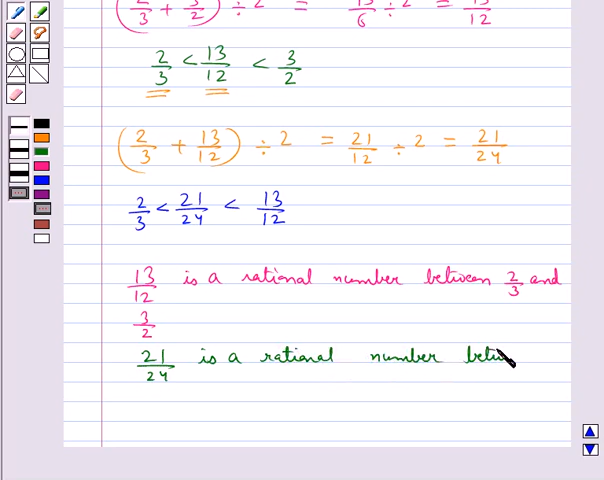 (2/3 + 3/2) ÷ 2 = 13/6 ÷ 2 = 13/12
2/3 < 13/12 < 3/2
(2/3 + 13/12) ÷ 2 = 21/12 ÷ 2 = 21/24
2/3 < 21/24 < 13/12
13/12 is a rational number between 2/3 and
3/2
21/24 is a rational number betw